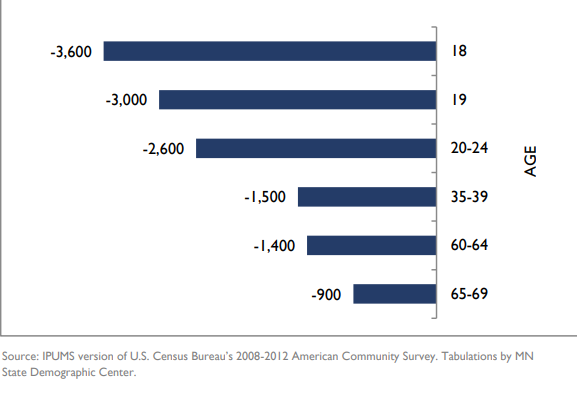 -3,600 18
-3,000 19
-2,600 20-24
-1,500 35-39
-1,400 60-64
-900 65-69
AGE
Source: IPUMS version of U.S. Census Bureau's 2008-2012 American Community Survey. Tabulations by MN
State Demographic Center.